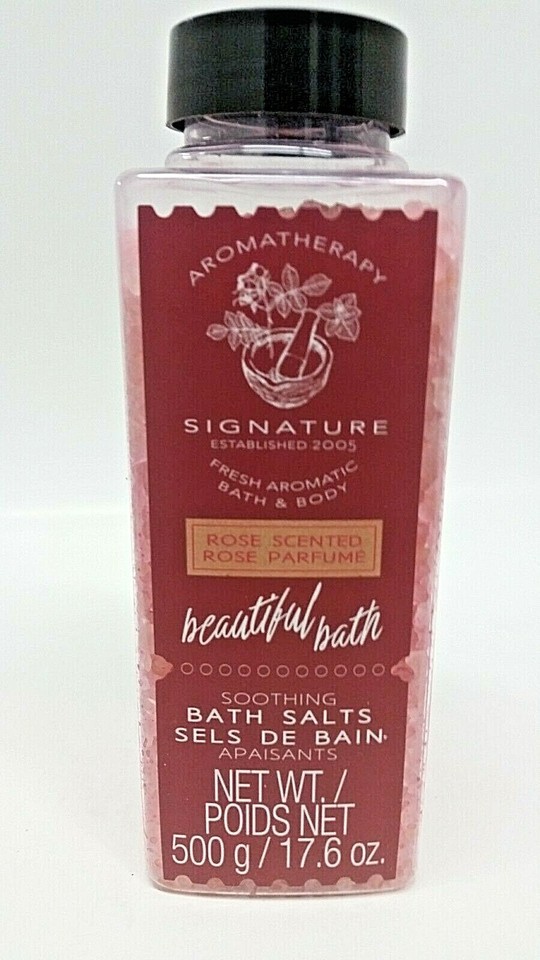 AROMATHERAPY
SIGNATURE
ESTABLISHED 2005
FRESH AROMATIC
BATH & BODY
ROSE SCENTED
ROSE PARFUMÉ
beautiful bath
SOOTHING
BATH SALTS
SELS DE BAIN
APAISANTS
NET WT. /
POIDS NET
500 g / 17.6 oz.